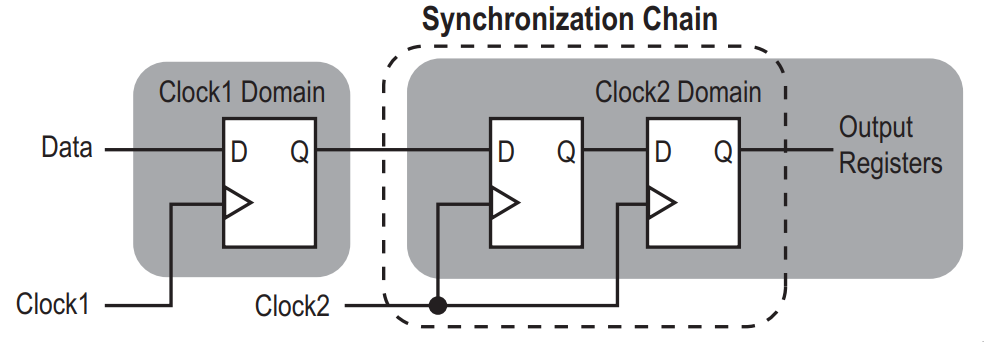 Synchronization Chain
Clock1 Domain
Clock2 Domain
Data
D
Q
D
Q
D
Q
Output
Registers
Clock1
Clock2